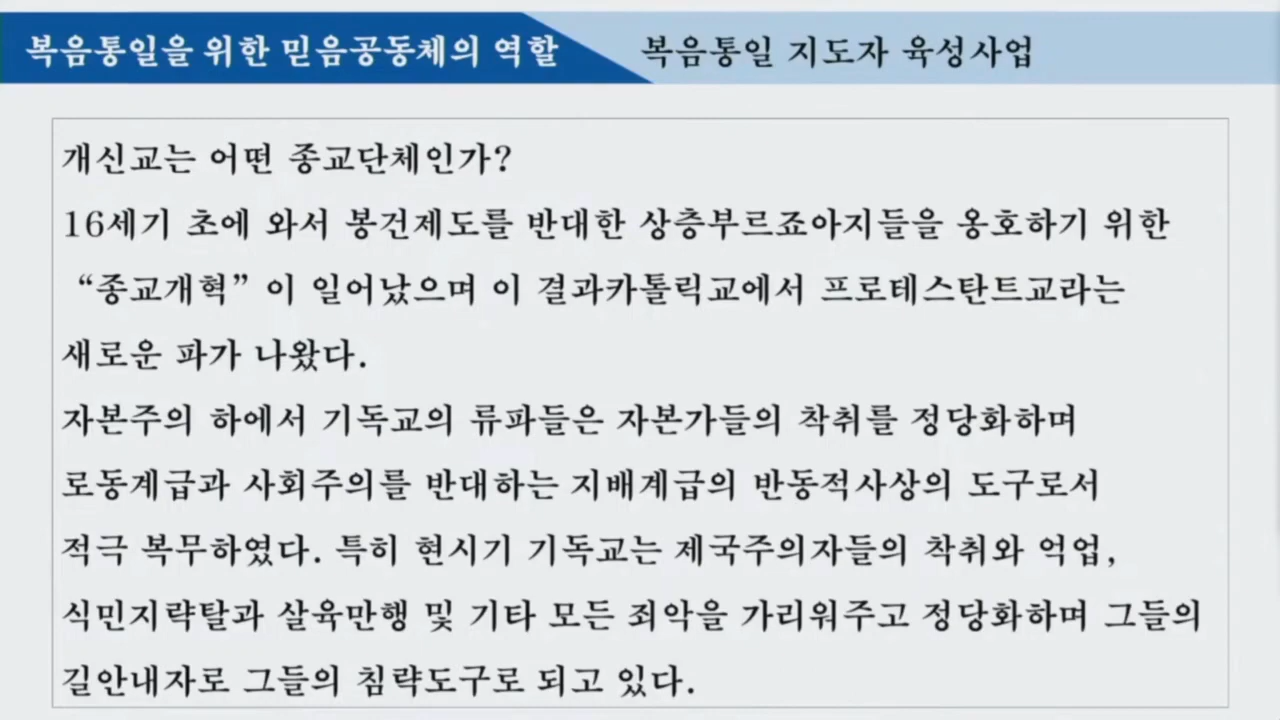 복음통일을 위한 믿음공동체의 역할
복음통일 지도자 육성사업
개신교는 어떤 종교단체인가?
16세기 초에 와서 봉건제도를 반대한 상층부르죠아지들을 옹호하기 위한
“종교개혁”이 일어났으며 이 결과카톨릭교에서 프로테스탄트교라는
새로운 파가 나왔다.
자본주의 하에서 기독교의 류파들은 자본가들의 착취를 정당화하며
로동계급과 사회주의를 반대하는 지배계급의 반동적사상의 도구로서
적극 복무하였다. 특히 현시기 기독교는 제국주의자들의 착취와 억업,
식민지략탈과 살육만행 및 기타 모든 죄악을 가리워주고 정당화하며 그들의
길안내자로 그들의 침략도구로 되고 있다.